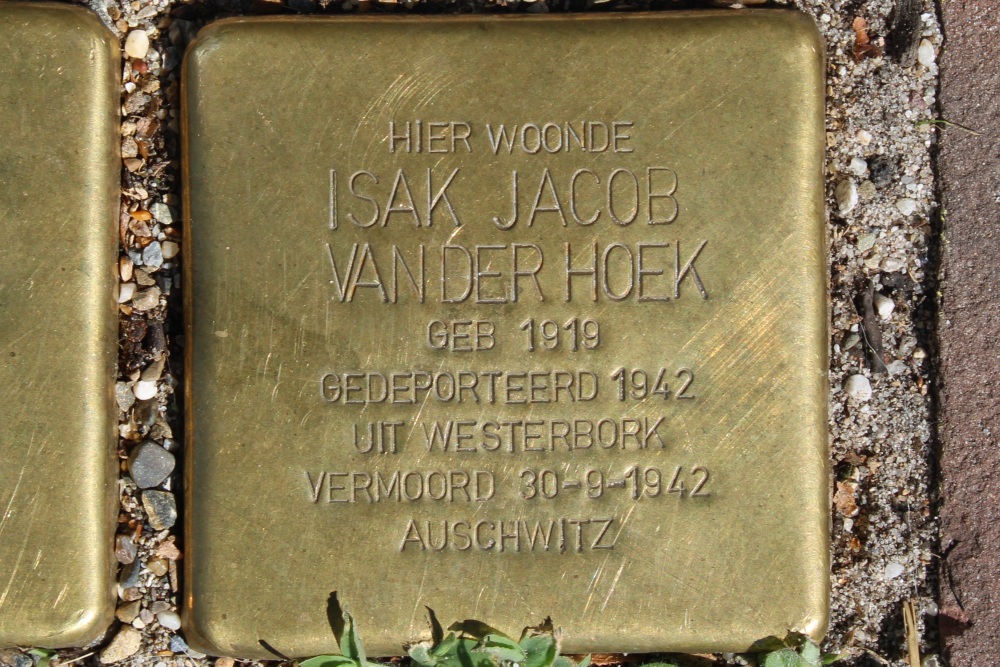 HIER WOONDE
ISAK JACOB
VAN DER HOEK
GEB 1919
GEDEPORTEERD 1942
UIT WESTERBORK
VERMOORD 30-9-1942
AUSCHWITZ